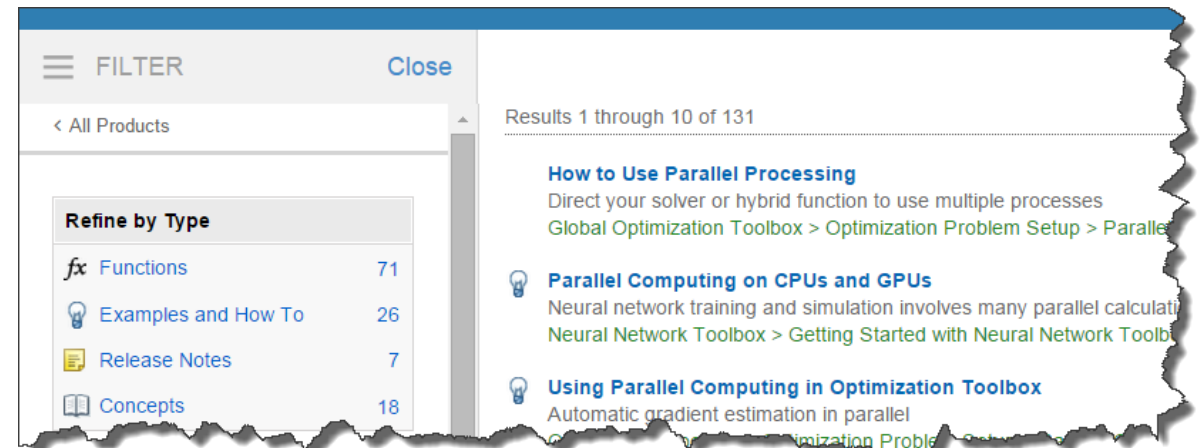 FILTER
Close
< All Products
Refine by Type
fx Functions 71
Examples and How To 26
Release Notes 7
Concepts 18
Results 1 through 10 of 131
How to Use Parallel Processing
Direct your solver or hybrid function to use multiple processes
Global Optimization Toolbox > Optimization Problem Setup >
Parallel Computing on CPUs and GPUs
Neural network training and simulation involves many parallel
Neural Network Toolbox > Getting Started with Neural Network
Using Parallel Computing in Optimization Toolbox
Automatic gradient estimation in parallel